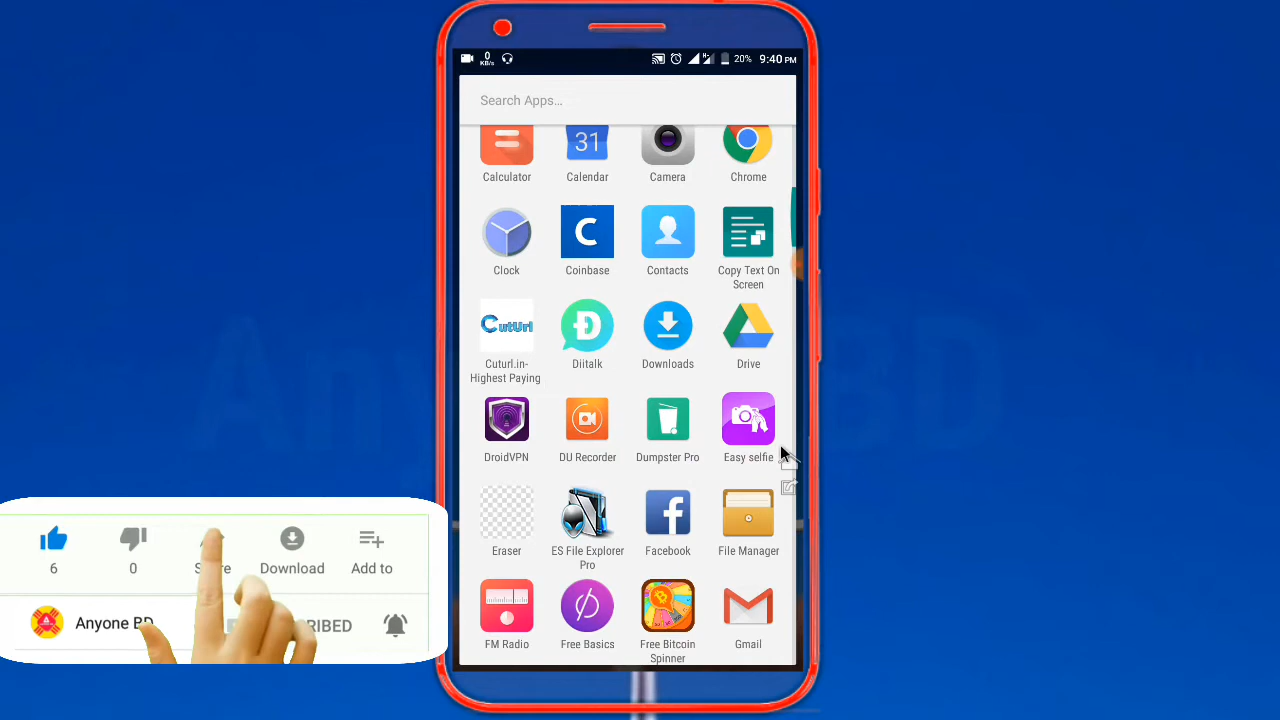 0
KB/s
20% 9:40 PM
Search Apps...
31
Calculator Calendar Camera Chrome
C
Clock Coinbase Contacts Copy Text On
Screen
CutUrl
Cuturl.in- Diitalk Downloads Drive
Highest Paying
DroidVPN DU Recorder Dumpster Pro Easy selfie
Eraser ES File Explorer Facebook File Manager
Pro
FM Radio Free Basics Free Bitcoin Gmail
Spinner
6 0 Download Add to
Anyone BD